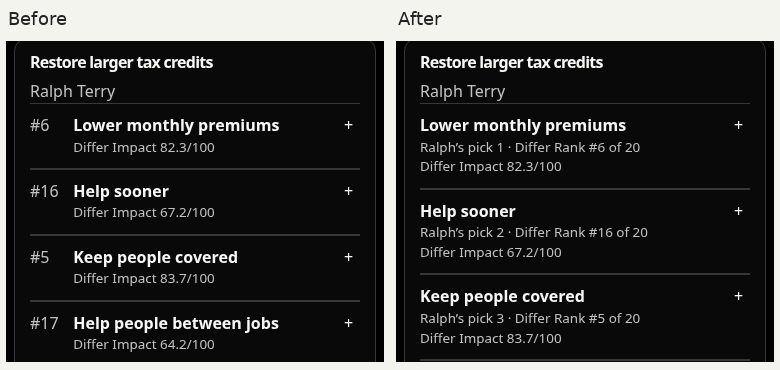 Before
Restore larger tax credits
Ralph Terry
#6 Lower monthly premiums +
Differ Impact 82.3/100
#16 Help sooner +
Differ Impact 67.2/100
#5 Keep people covered +
Differ Impact 83.7/100
#17 Help people between jobs +
Differ Impact 64.2/100
After
Restore larger tax credits
Ralph Terry
Lower monthly premiums +
Ralph’s pick 1 · Differ Rank #6 of 20
Differ Impact 82.3/100
Help sooner +
Ralph’s pick 2 · Differ Rank #16 of 20
Differ Impact 67.2/100
Keep people covered +
Ralph’s pick 3 · Differ Rank #5 of 20
Differ Impact 83.7/100